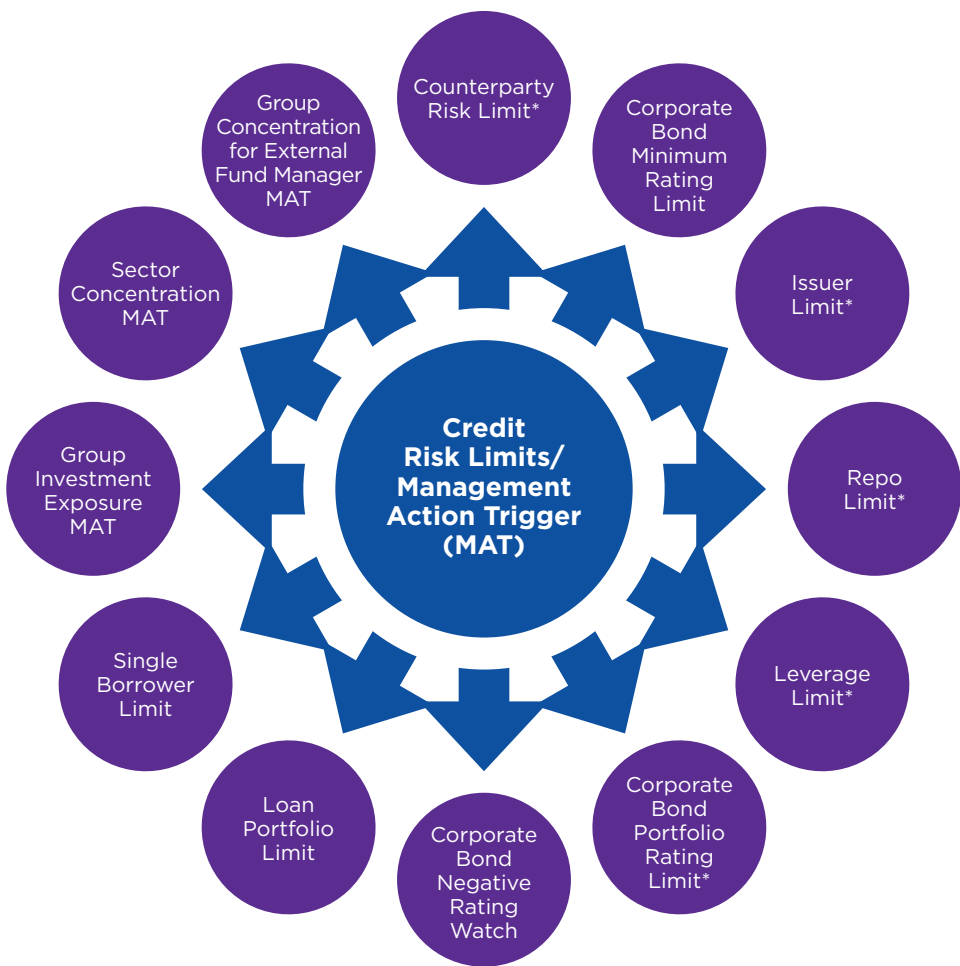 Counterparty
Risk Limit*
Corporate
Bond
Minimum
Rating
Limit
Issuer
Limit*
Repo
Limit*
Leverage
Limit*
Corporate
Bond
Portfolio
Rating
Limit*
Corporate
Bond
Negative
Rating
Watch
Loan
Portfolio
Limit
Single
Borrower
Limit
Group
Investment
Exposure
MAT
Sector
Concentration
MAT
Group
Concentration
for External
Fund Manager
MAT
Credit
Risk Limits/
Management
Action Trigger
(MAT)